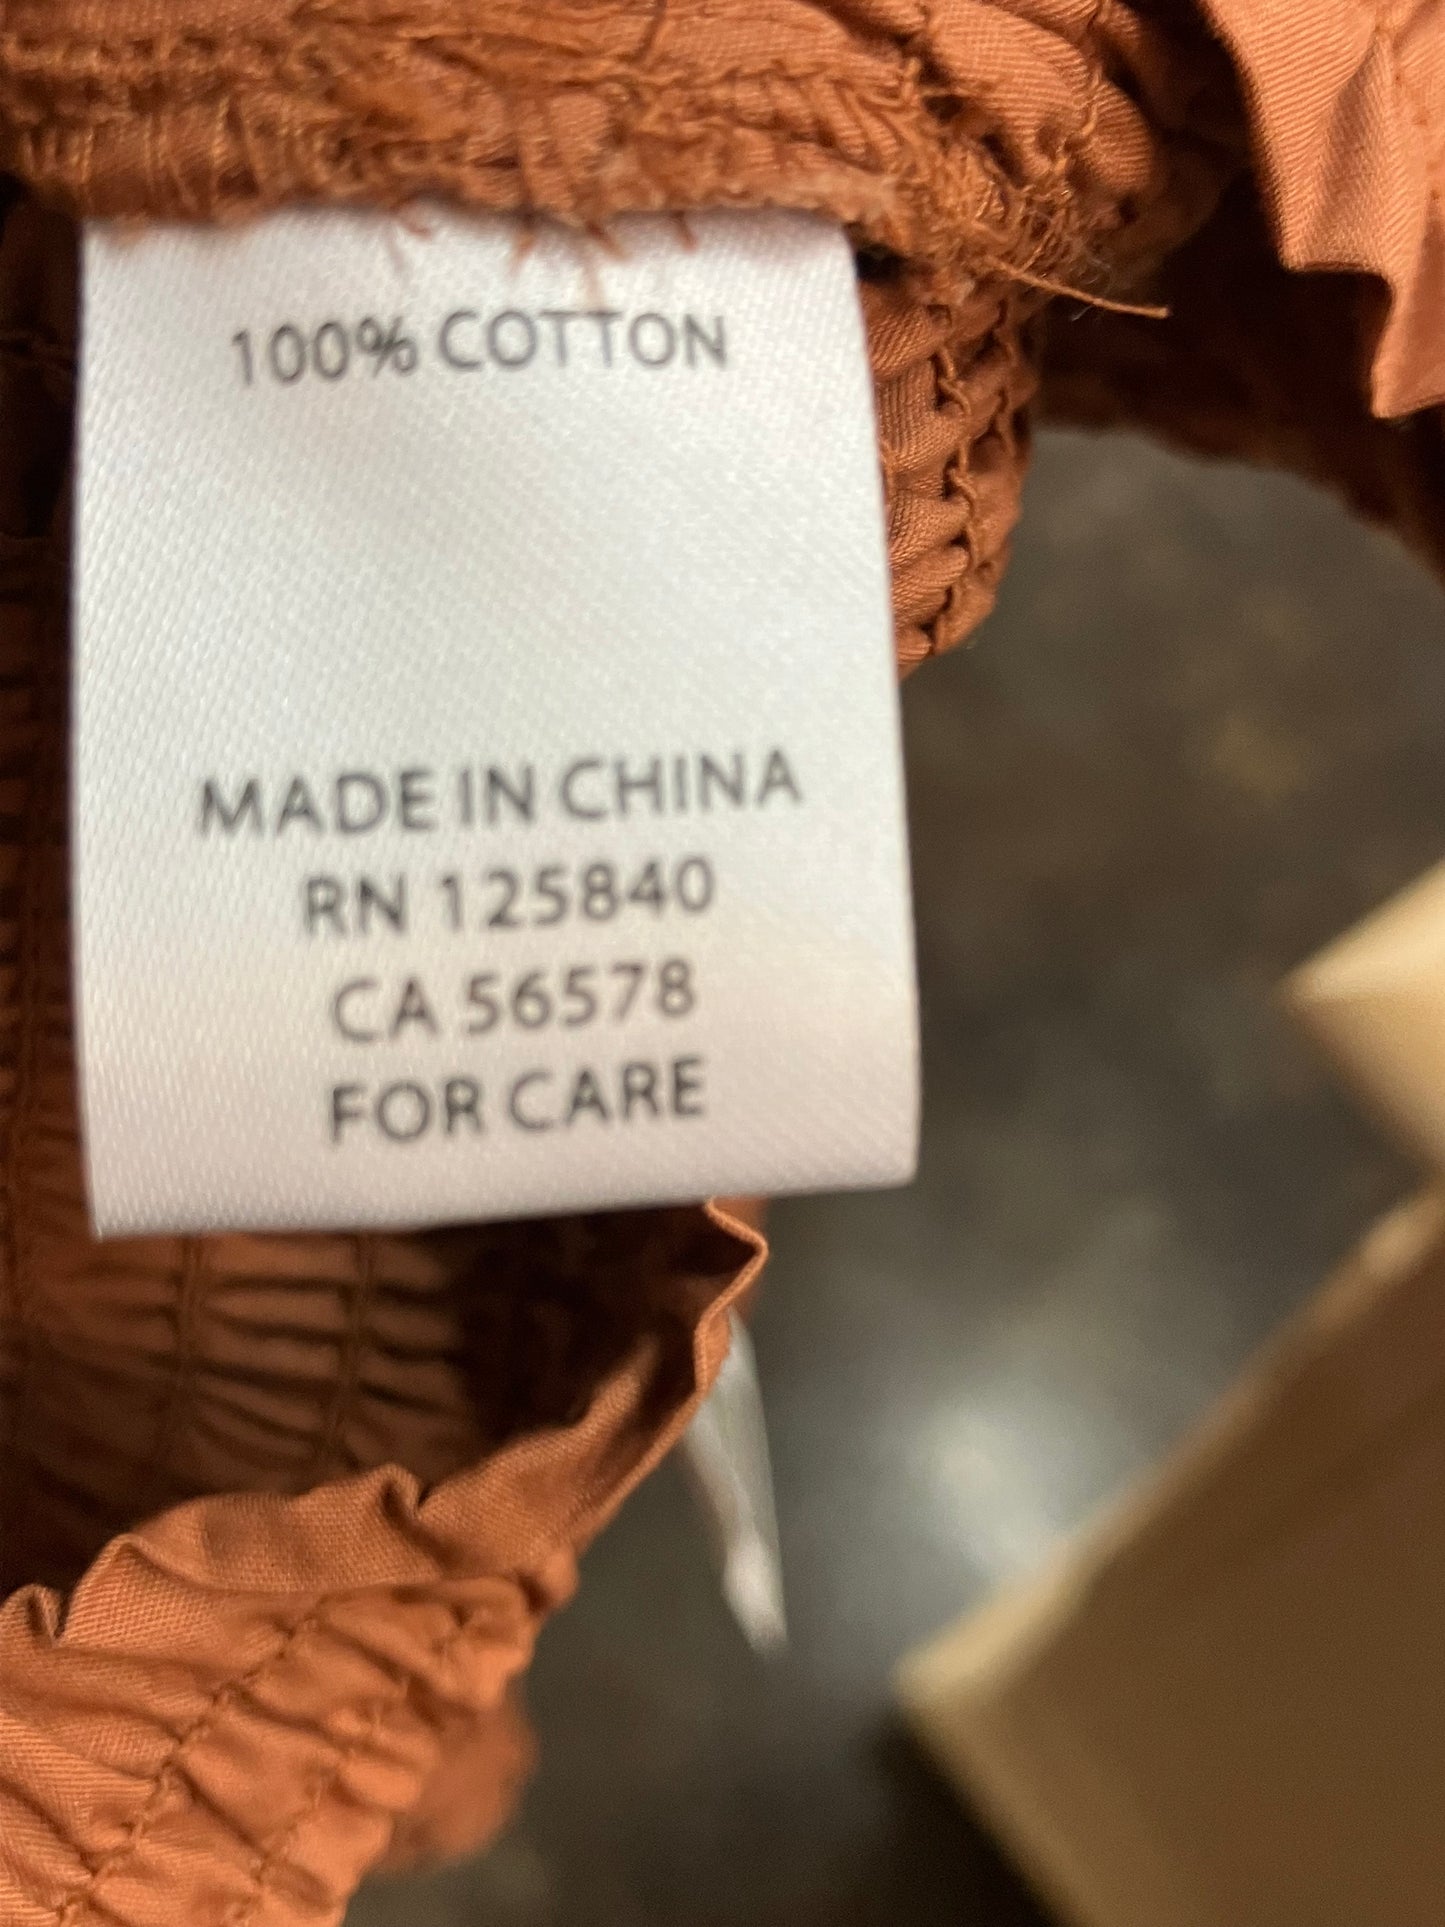 100% COTTON
MADE IN CHINA
RN 125840
CA 56578
FOR CARE